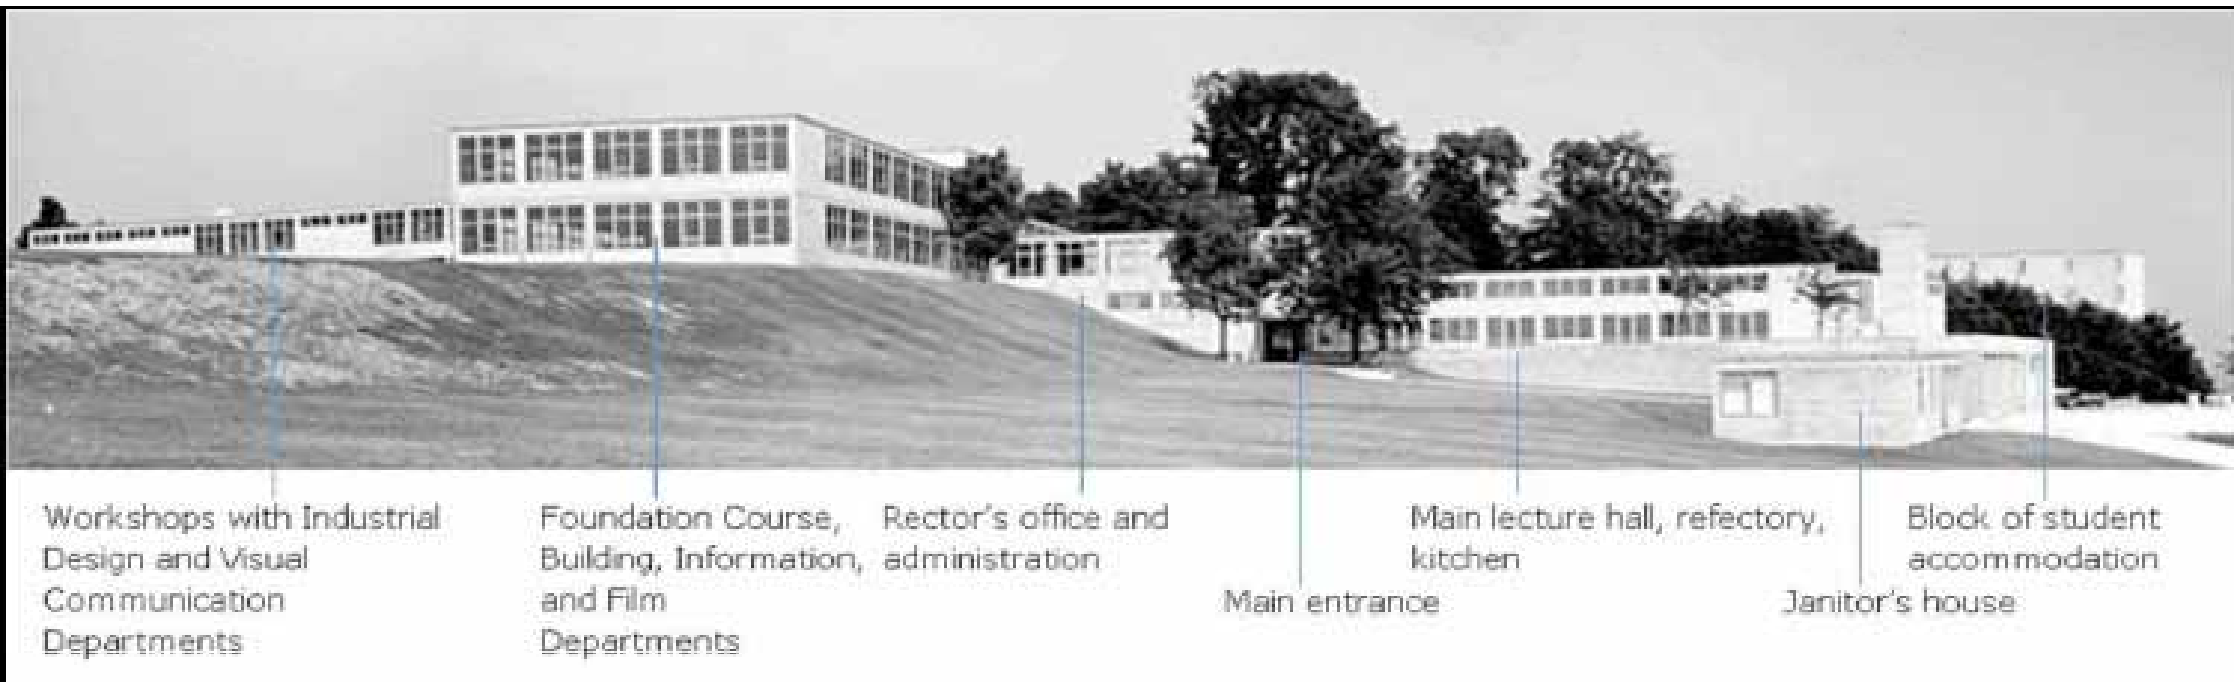 Workshops with Industrial
Design and Visual
Communication
Departments
Foundation Course,
Building, Information,
and Film
Departments
Rector's office and
administration
Main entrance
Main lecture hall, refectory,
kitchen
Janitor's house
Block of student
accommodation